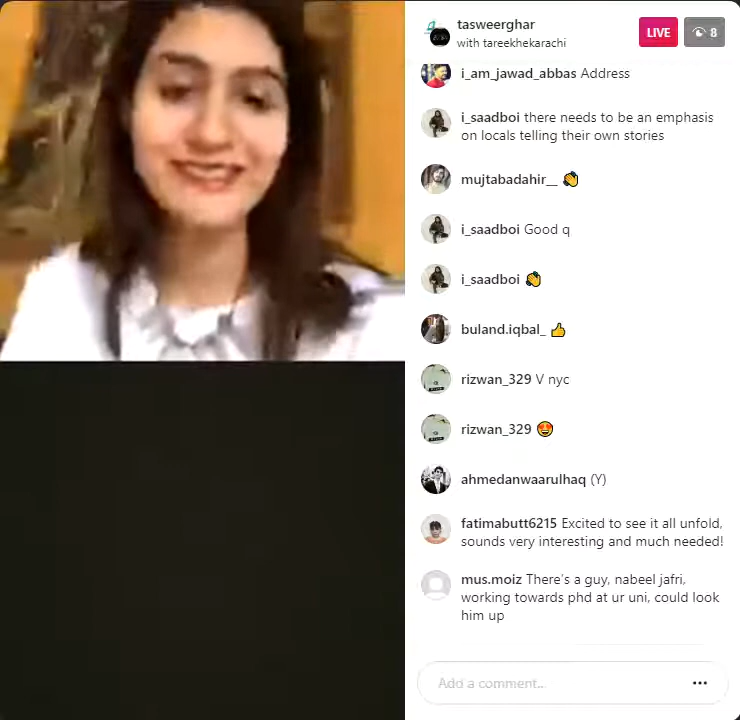 tasweerghar
with tareekhekarachi
LIVE
8
i_am_jawad_abbas Address
i_saadboi there needs to be an emphasis
on locals telling their own stories
mujtabadahir__ 👏
i_saadboi Good q
i_saadboi 👏
buland.iqbal_ 👍
rizwan_329 V nyc
rizwan_329 😍
ahmedanwaarulhaq (Y)
fatimabutt6215 Excited to see it all unfold,
sounds very interesting and much needed!
mus.moiz There's a guy, nabeel jafri,
working towards phd at ur uni, could look
him up
Add a comment...